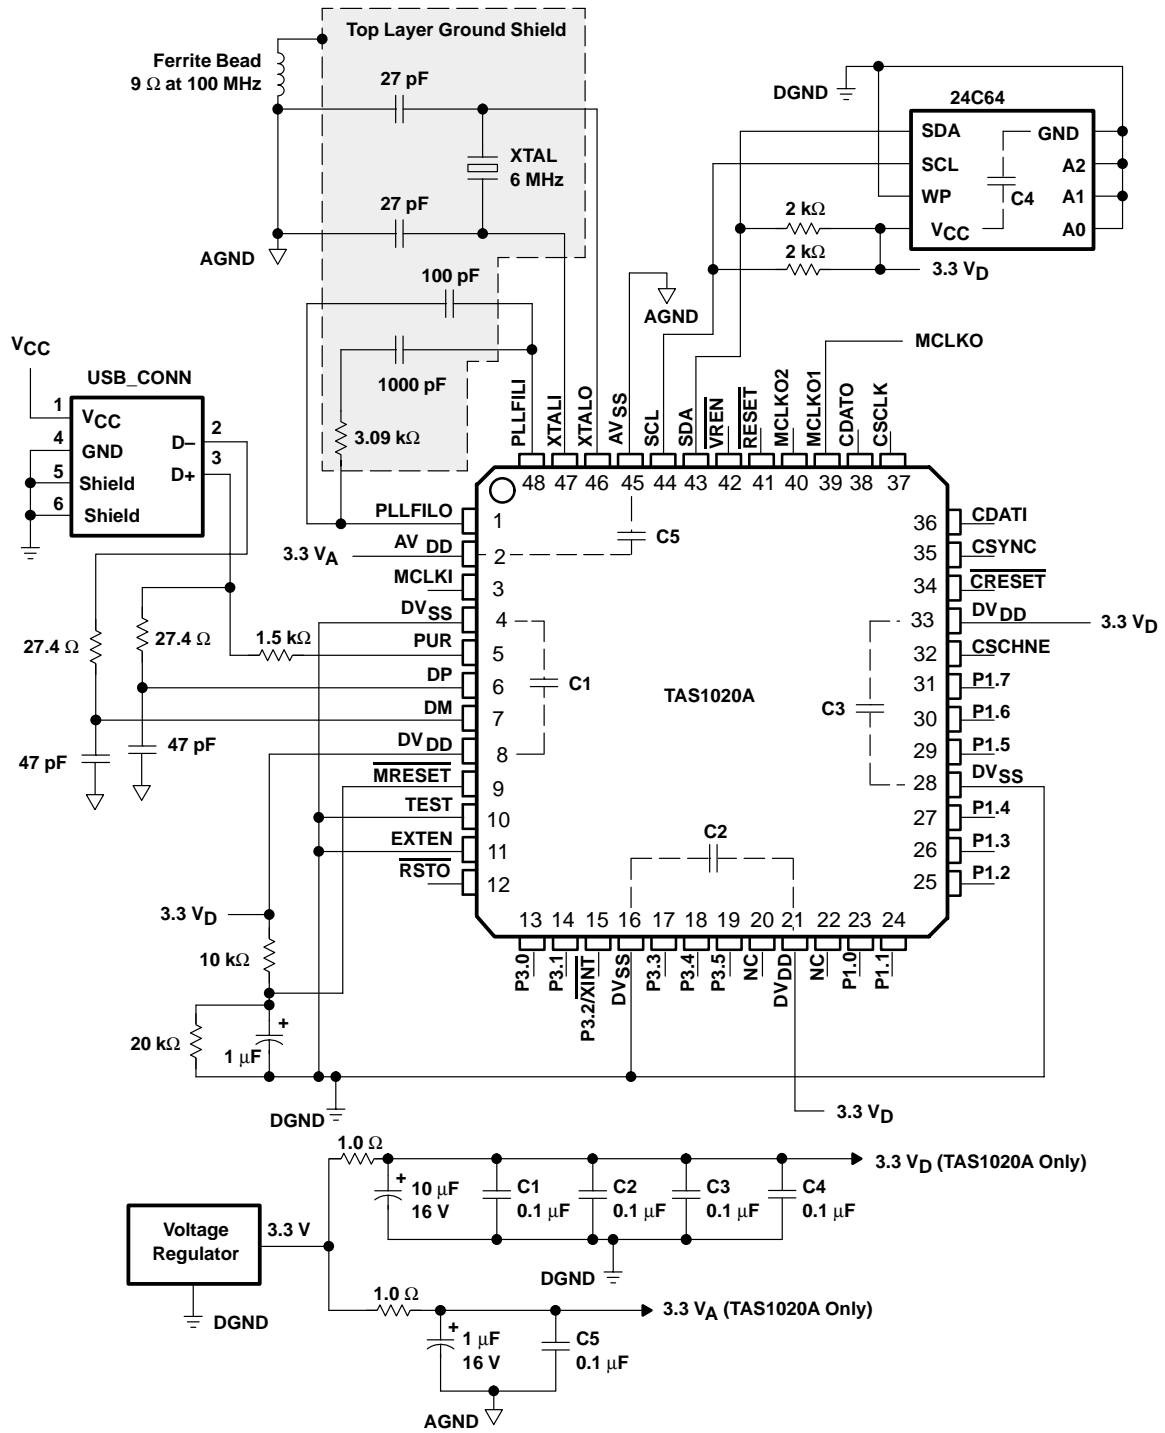 Top Layer Ground Shield
Ferrite Bead
9 Ω at 100 MHz
27 pF
XTAL
6 MHz
27 pF
AGND
100 pF
1000 pF
3.09 kΩ
DGND
24C64
SDA
SCL
WP
VCC
GND
A2
A1
A0
C4
2 kΩ
2 kΩ
3.3 VD
AGND
MCLKO
VCC
USB_CONN
1
4
5
6
VCC
GND
Shield
Shield
D–
D+
2
3
PLLFILI
XTALI
XTALO
AVSS
SCL
SDA
VREN
RESET
MCLKO2
MCLKO1
CDATO
CSCLK
48 47 46 45 44 43 42 41 40 39 38 37
PLLFILO
3.3 VA
AVDD
MCLKI
DVSS
PUR
DP
DM
DVDD
MRESET
TEST
EXTEN
RSTO
1
2
3
4
5
6
7
8
9
10
11
12
C5
C1
TAS1020A
C3
C2
36
35
34
33
32
31
30
29
28
27
26
25
CDATI
CSYNC
CRESET
DVDD
3.3 VD
CSCHNE
P1.7
P1.6
P1.5
DVSS
P1.4
P1.3
P1.2
27.4 Ω
27.4 Ω
1.5 kΩ
47 pF
47 pF
13 14 15 16 17 18 19 20 21 22 23 24
P3.0
P3.1
P3.2/XINT
DVSS
P3.3
P3.4
P3.5
NC
DVDD
NC
P1.0
P1.1
3.3 VD
10 kΩ
20 kΩ
+
1 µF
DGND
3.3 VD
1.0 Ω
3.3 VD (TAS1020A Only)
+
10 µF
16 V
C1
0.1 µF
C2
0.1 µF
C3
0.1 µF
C4
0.1 µF
Voltage
Regulator
3.3 V
DGND
DGND
1.0 Ω
3.3 VA (TAS1020A Only)
+
1 µF
16 V
C5
0.1 µF
AGND